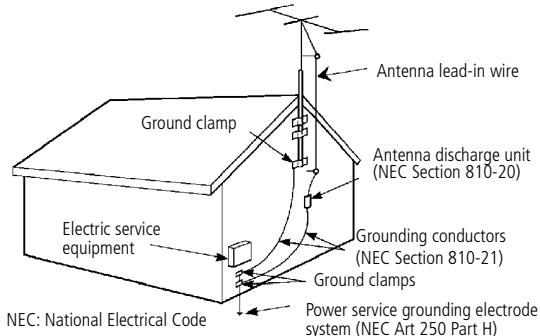 Antenna lead-in wire
Ground clamp
Antenna discharge unit
(NEC Section 810-20)
Electric service
equipment
Grounding conductors
(NEC Section 810-21)
Ground clamps
NEC: National Electrical Code
Power service grounding electrode
system (NEC Art 250 Part H)